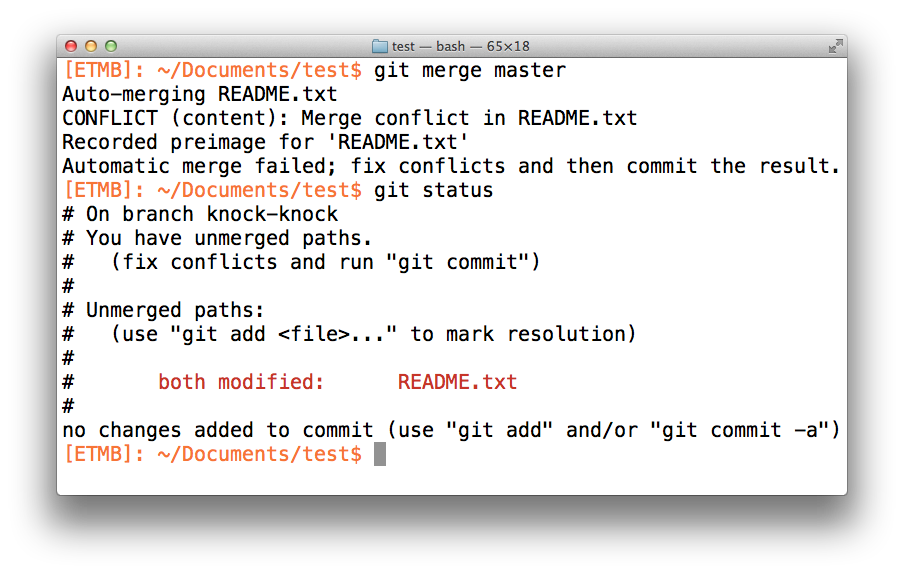 test — bash — 65×18
[ETMB]: ~/Documents/test$ git merge master
Auto-merging README.txt
CONFLICT (content): Merge conflict in README.txt
Recorded preimage for 'README.txt'
Automatic merge failed; fix conflicts and then commit the result.
[ETMB]: ~/Documents/test$ git status
# On branch knock-knock
# You have unmerged paths.
#   (fix conflicts and run "git commit")
#
# Unmerged paths:
#   (use "git add <file>..." to mark resolution)
#
#       both modified:      README.txt
#
no changes added to commit (use "git add" and/or "git commit -a")
[ETMB]: ~/Documents/test$